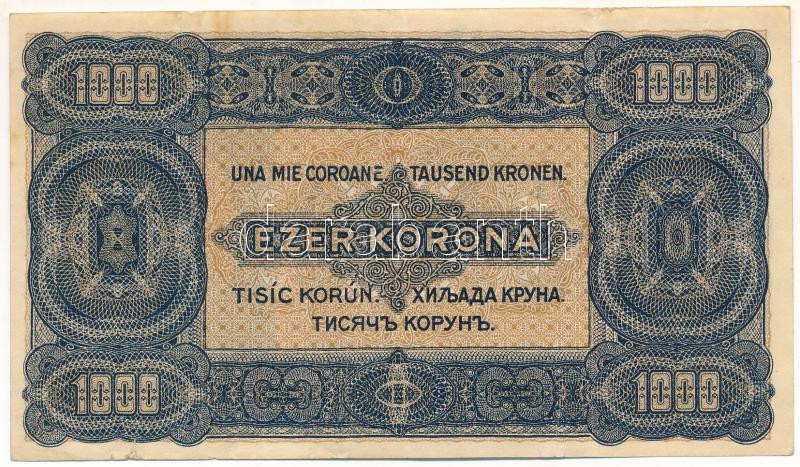 1000 1000
UNA MIE COROANE. TAUSEND KRONEN.
EZER KORONA
TISÍC KORÚN. ХИЉАДА КРУНА.
ТИСЯЧЪ КОРУНЪ.
1000 1000